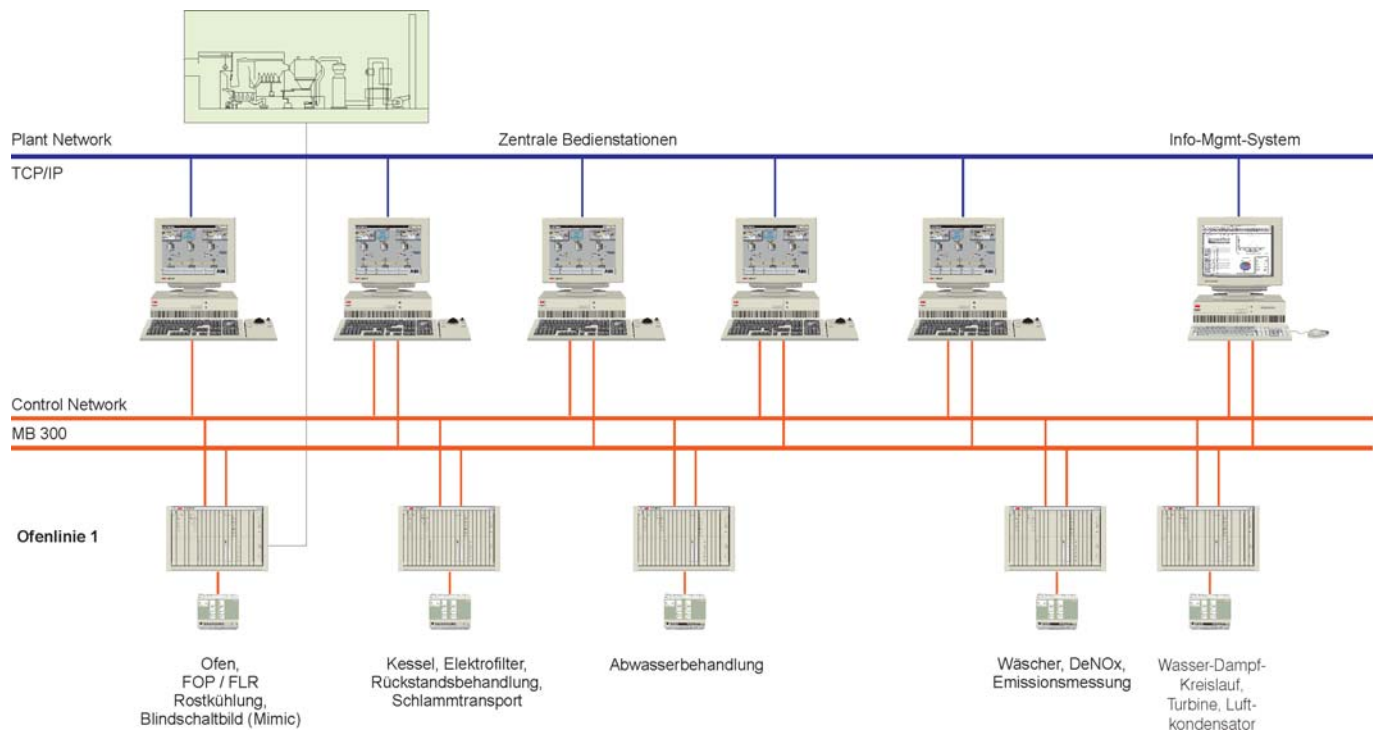 Plant Network
Zentrale Bedienstationen
Info-Mgmt-System
TCP/IP
Control Network
MB 300
Ofenlinie 1
Ofen,
FOP / FLR
Rostkühlung,
Blindschaltbild (Mimic)
Kessel, Elektrofilter,
Rückstandsbehandlung,
Schlammtransport
Abwasserbehandlung
Wäscher, DeNOx,
Emissionsmessung
Wasser-Dampf-
Kreislauf,
Turbine, Luft-
kondensator